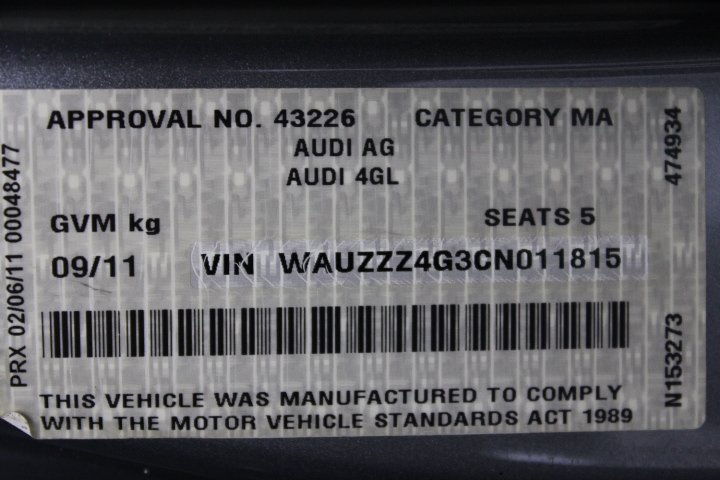 APPROVAL NO. 43226 CATEGORY MA
AUDI AG
AUDI 4GL
GVM kg SEATS 5
09/11 VIN WAUZZZ4G3CN011815
THIS VEHICLE WAS MANUFACTURED TO COMPLY
WITH THE MOTOR VEHICLE STANDARDS ACT 1989
PRX 02/06/11 00048477
474934
N153273